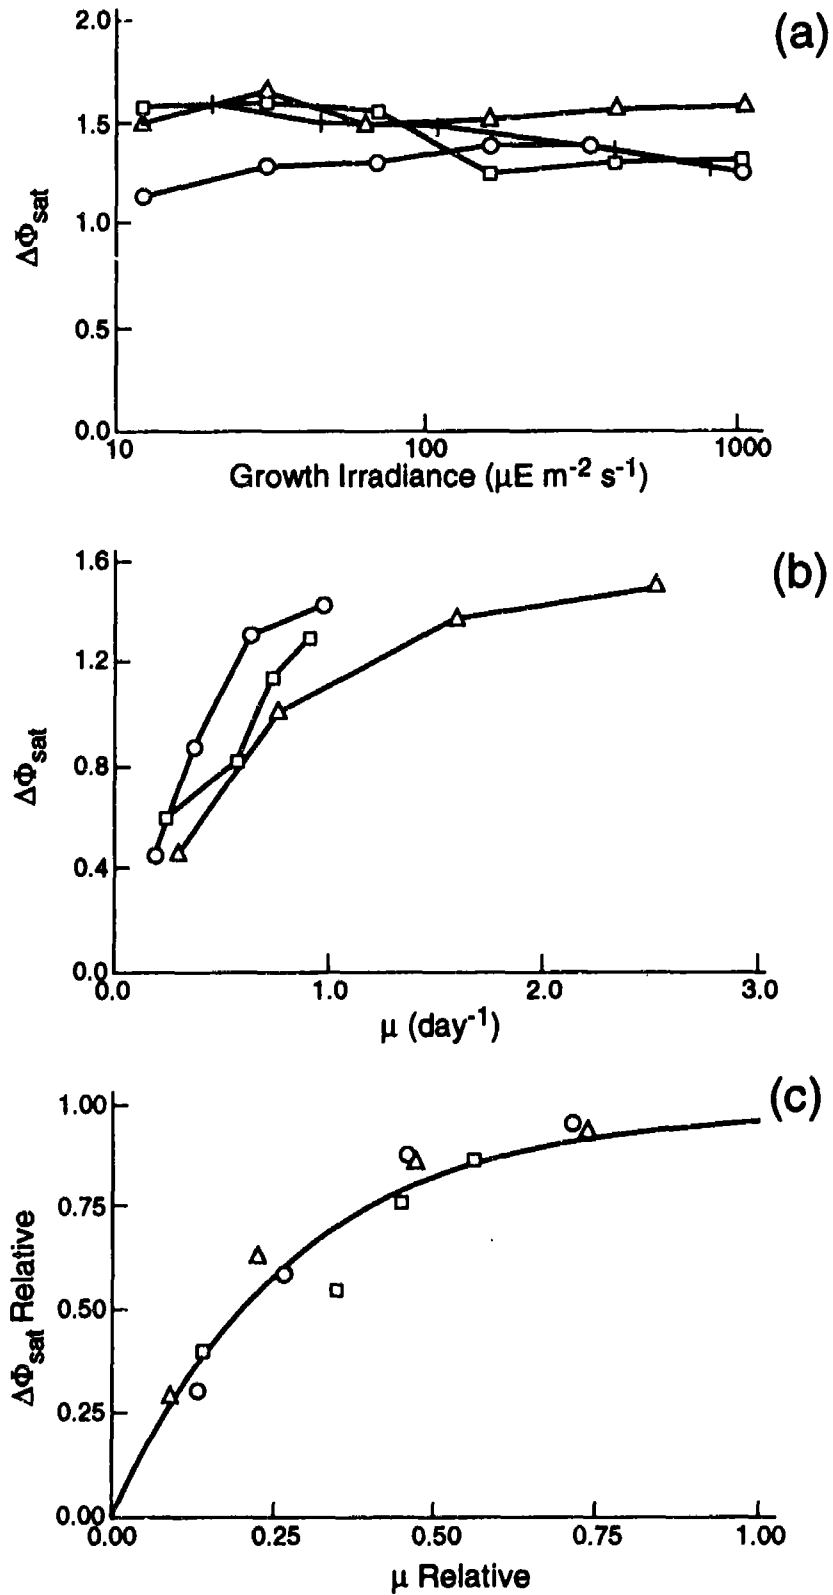 (a)
2.0
1.5
1.0
0.5
0.0
ΔΦsat
10 100 1000
Growth Irradiance (μE m-2 s-1)
(b)
1.6
1.2
0.8
0.4
0.0
ΔΦsat
0.0 1.0 2.0 3.0
μ (day-1)
(c)
1.00
0.75
0.50
0.25
0.00
ΔΦsat Relative
0.00 0.25 0.50 0.75 1.00
μ Relative